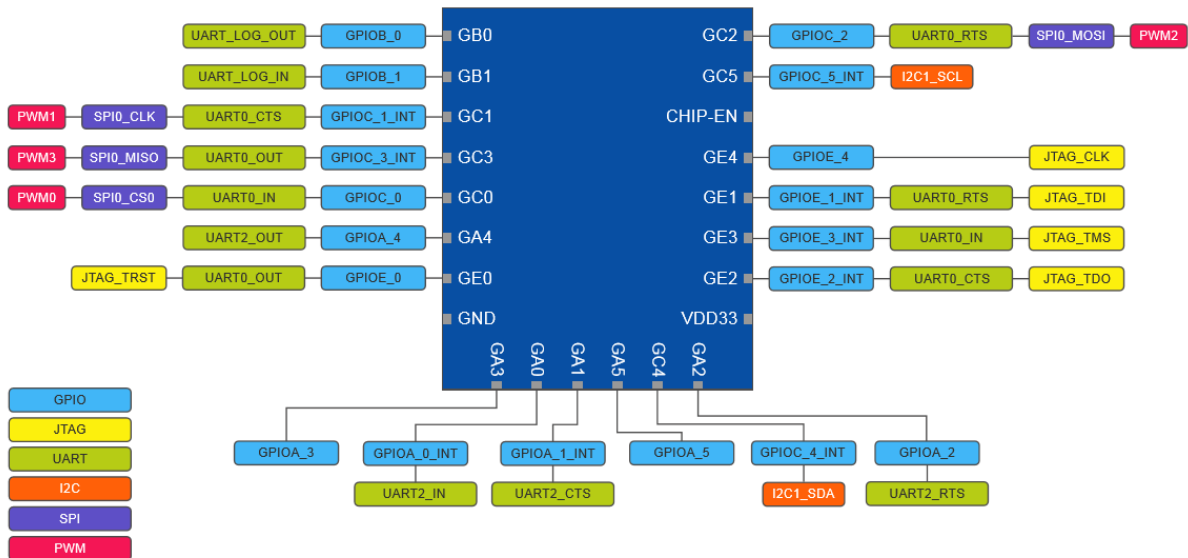 UART_LOG_OUT GPIOB_0 GB0 GC2 GPIOC_2 UART0_RTS SPI0_MOSI PWM2
UART_LOG_IN GPIOB_1 GB1 GC5 GPIOC_5_INT I2C1_SCL
PWM1 SPI0_CLK UART0_CTS GPIOC_1_INT GC1 CHIP-EN
PWM3 SPI0_MISO UART0_OUT GPIOC_3_INT GC3 GE4 GPIOE_4 JTAG_CLK
PWM0 SPI0_CS0 UART0_IN GPIOC_0 GC0 GE1 GPIOE_1_INT UART0_RTS JTAG_TDI
UART2_OUT GPIOA_4 GA4 GE3 GPIOE_3_INT UART0_IN JTAG_TMS
JTAG_TRST UART0_OUT GPIOE_0 GE0 GE2 GPIOE_2_INT UART0_CTS JTAG_TDO
GND VDD33
GA3 GA0 GA1 GA5 GC4 GA2
GPIOA_3 GPIOA_0_INT GPIOA_1_INT GPIOA_5 GPIOC_4_INT GPIOA_2
UART2_IN UART2_CTS I2C1_SDA UART2_RTS
GPIO
JTAG
UART
I2C
SPI
PWM